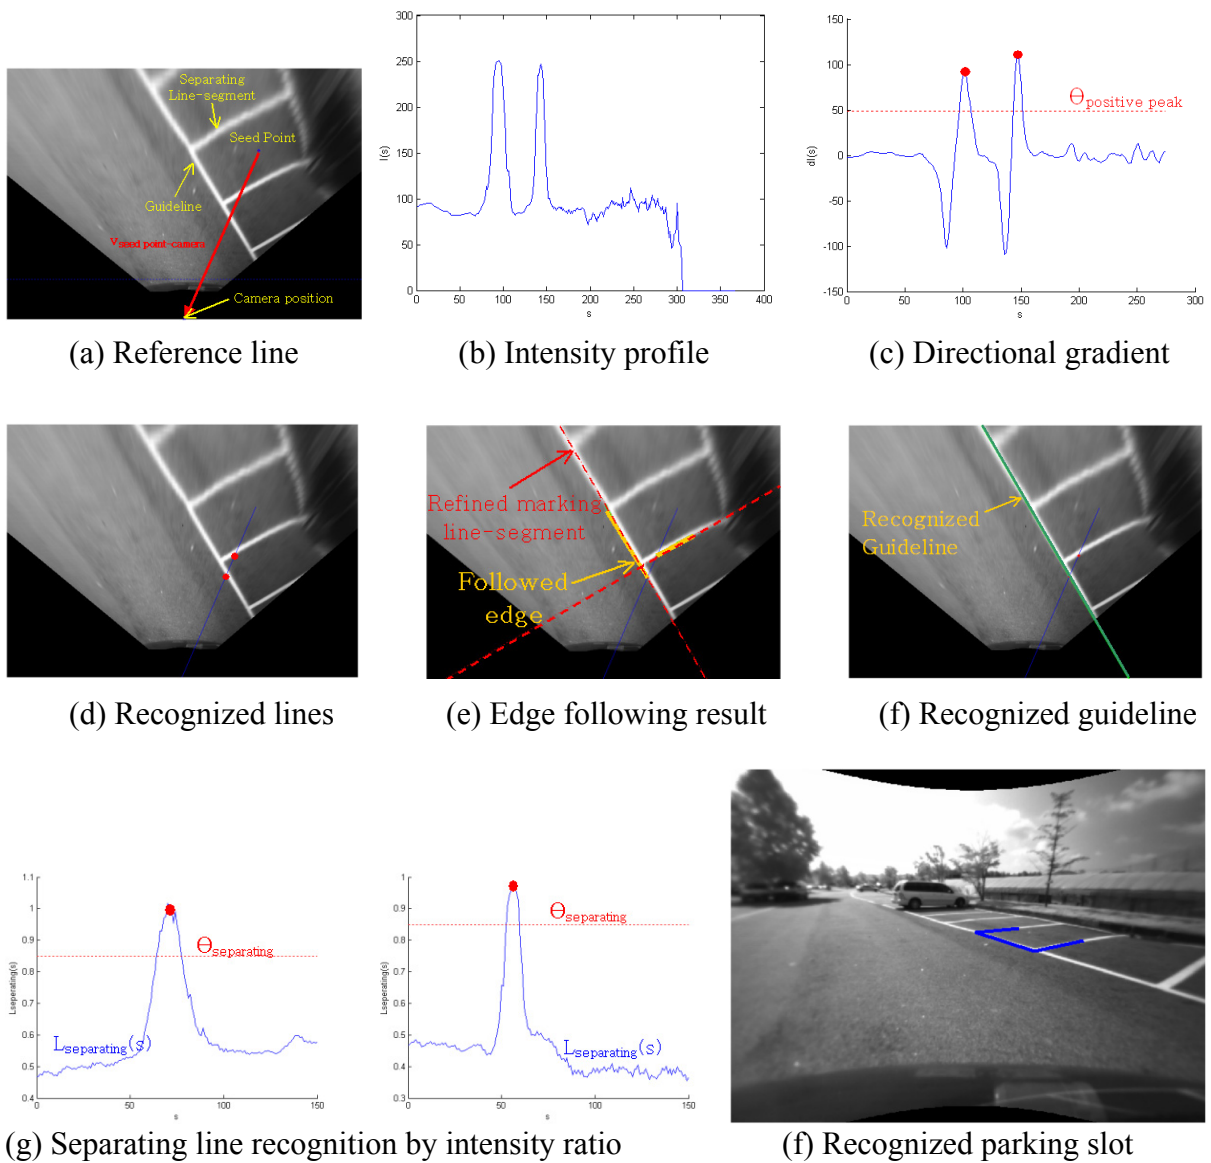 Separating
Line-segment
Seed Point
Guideline
Vseed point-camera
Camera position
(a) Reference line
300
250
200
150
100
50
0
I(s)
0 50 100 150 200 250 300 350 400
s
(b) Intensity profile
150
100
50
0
-50
-100
-150
dI(s)
Θpositive peak
0 50 100 150 200 250 300
s
(c) Directional gradient
(d) Recognized lines
Refined marking
line-segment
Followed
edge
(e) Edge following result
Recognized
Guideline
(f) Recognized guideline
1.1
1
0.9
0.8
0.7
0.6
0.5
0.4
Lseperating(s)
Θseparating
Lseparating(s)
0 50 100 150
s
1
0.9
0.8
0.7
0.6
0.5
0.4
0.3
Lseperating(s)
Θseparating
Lseparating(s)
0 50 100 150
s
(g) Separating line recognition by intensity ratio
(f) Recognized parking slot